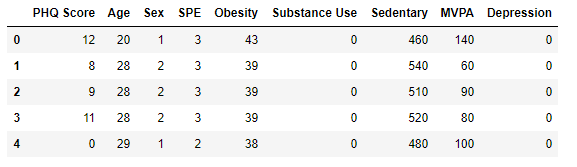 PHQ Score Age Sex SPE Obesity Substance Use Sedentary MVPA Depression
0 12 20 1 3 43 0 460 140 0
1 8 28 2 3 39 0 540 60 0
2 9 28 2 3 39 0 510 90 0
3 11 28 2 3 39 0 520 80 0
4 0 29 1 2 38 0 480 100 0